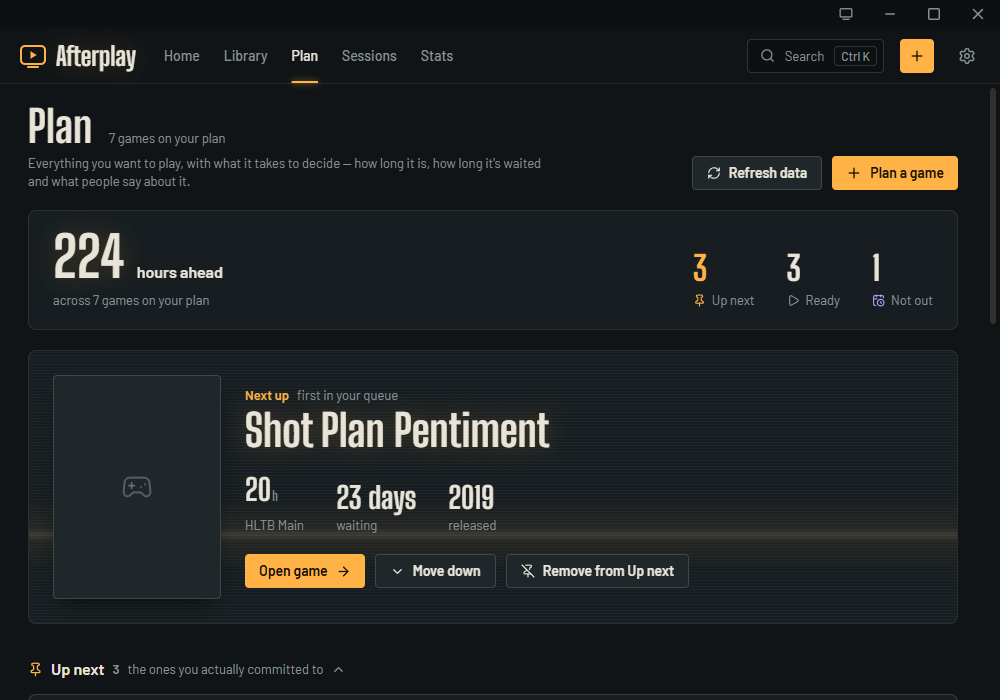 Afterplay
Home
Library
Plan
Sessions
Stats
Search
Ctrl K
Plan
7 games on your plan
Everything you want to play, with what it takes to decide — how long it is, how long it's waited
and what people say about it.
Refresh data
Plan a game
224 hours ahead
across 7 games on your plan
3
Up next
3
Ready
1
Not out
Next up first in your queue
Shot Plan Pentiment
20h
HLTB Main
23 days
waiting
2019
released
Open game
Move down
Remove from Up next
Up next 3 the ones you actually committed to